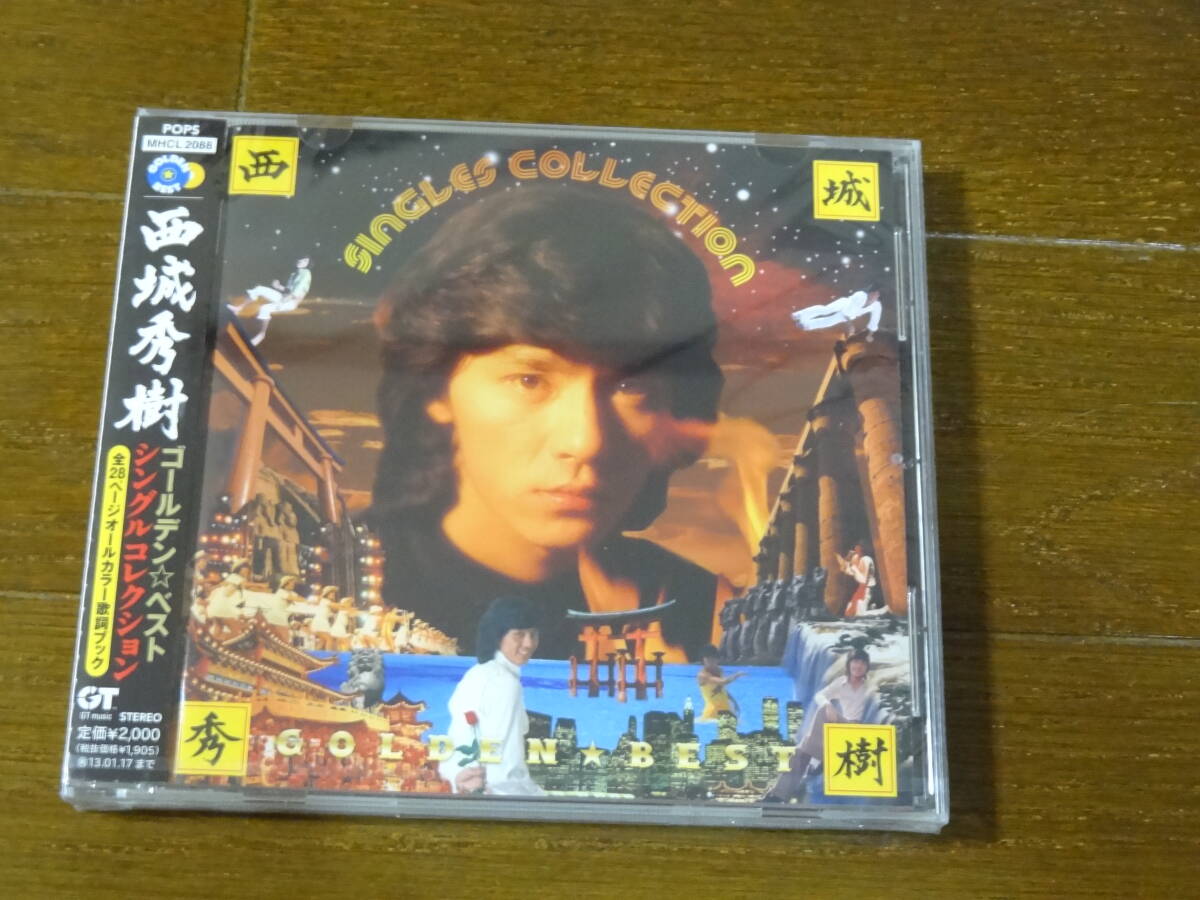 POPS
MHCL 2088
GOLDEN
BEST
西城秀樹
ゴールデン☆ベスト
シングルコレクション
全28ページオールカラー歌詞ブック
GT
GT music STEREO
定価¥2,000
(税抜価格¥1,905)
13.01.17まで
西
城
SINGLES COLLECTION
秀
樹
GOLDEN★BEST